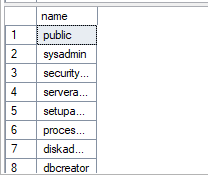 name
1 public
2 sysadmin
3 security...
4 servera...
5 setupa...
6 proces...
7 diskad...
8 dbcreator